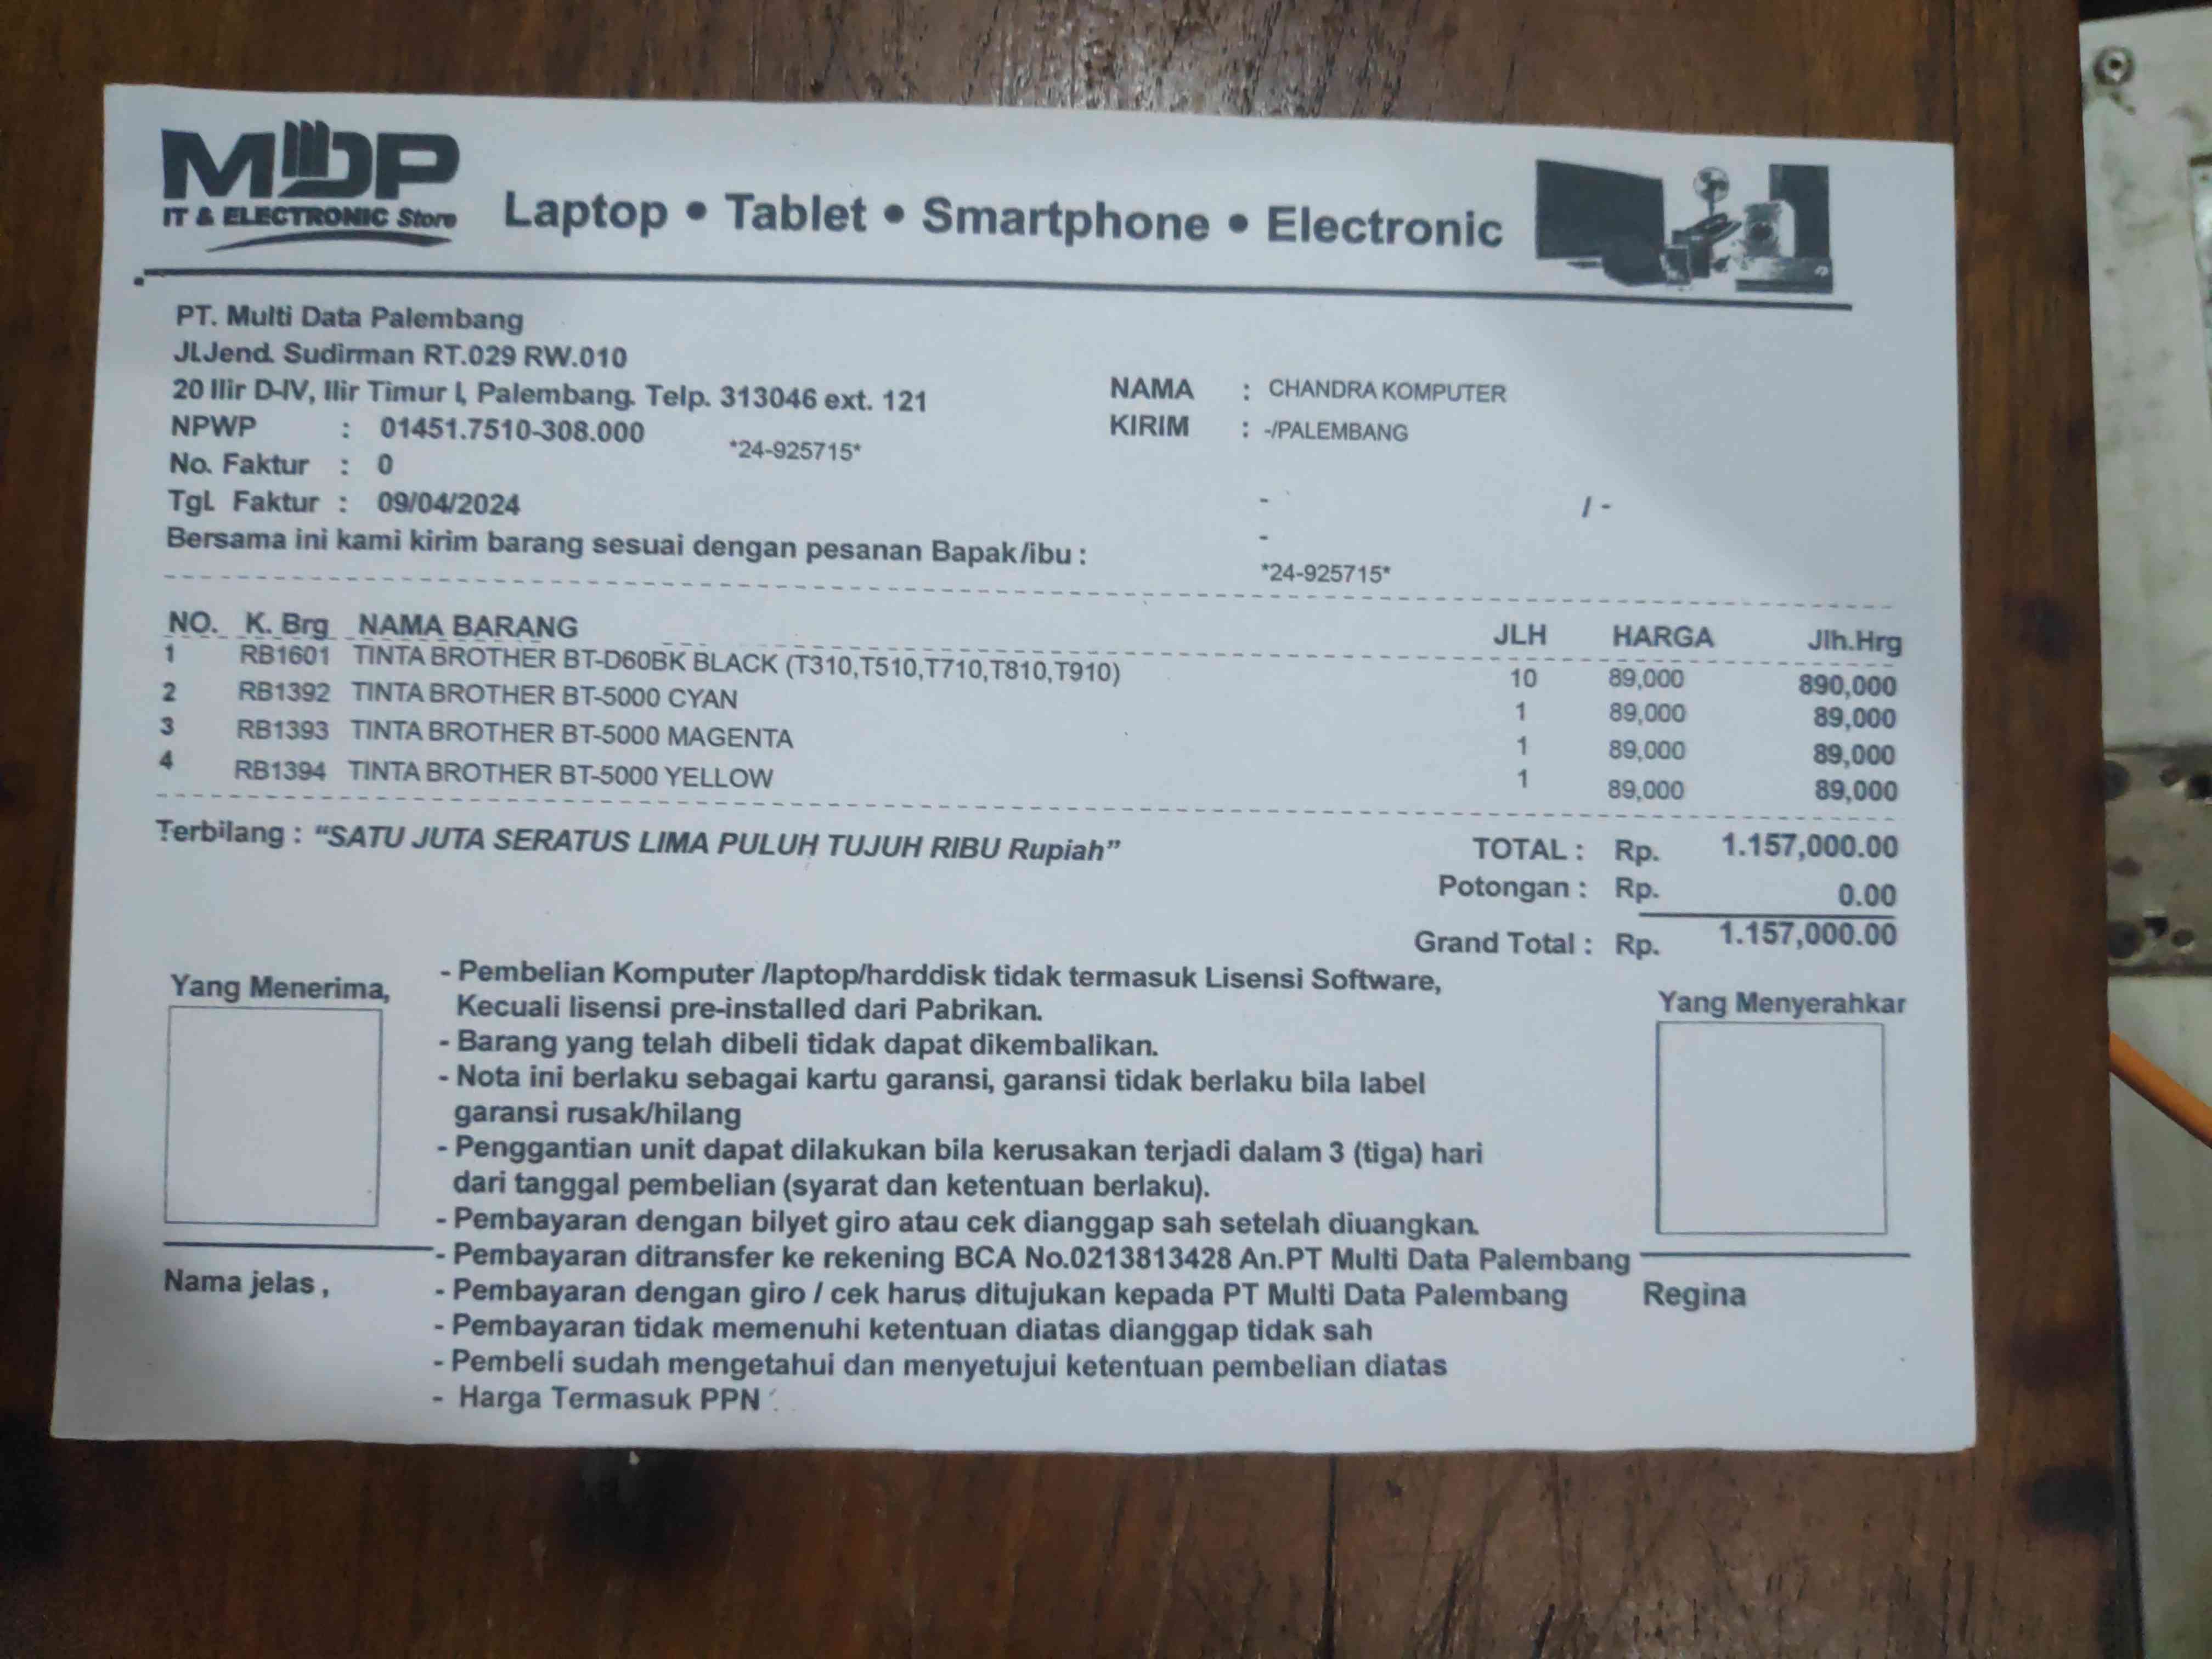 MDP
IT & ELECTRONIC Store
Laptop • Tablet • Smartphone • Electronic
PT. Multi Data Palembang
Jl.Jend. Sudirman RT.029 RW.010
20 Ilir D-IV, Ilir Timur I, Palembang. Telp. 313046 ext. 121
NPWP : 01451.7510-308.000
*24-925715*
No. Faktur : 0
Tgl. Faktur : 09/04/2024
Bersama ini kami kirim barang sesuai dengan pesanan Bapak/ibu :
NAMA : CHANDRA KOMPUTER
KIRIM : -/PALEMBANG
- / -
-
*24-925715*
NO. K. Brg NAMA BARANG JLH HARGA Jlh.Hrg
1 RB1601 TINTA BROTHER BT-D60BK BLACK (T310,T510,T710,T810,T910) 10 89,000 890,000
2 RB1392 TINTA BROTHER BT-5000 CYAN 1 89,000 89,000
3 RB1393 TINTA BROTHER BT-5000 MAGENTA 1 89,000 89,000
4 RB1394 TINTA BROTHER BT-5000 YELLOW 1 89,000 89,000
Terbilang : “SATU JUTA SERATUS LIMA PULUH TUJUH RIBU Rupiah”
TOTAL : Rp. 1.157,000.00
Potongan : Rp. 0.00
Grand Total : Rp. 1.157,000.00
Yang Menerima,
Nama jelas ,
- Pembelian Komputer /laptop/harddisk tidak termasuk Lisensi Software,
Kecuali lisensi pre-installed dari Pabrikan.
- Barang yang telah dibeli tidak dapat dikembalikan.
- Nota ini berlaku sebagai kartu garansi, garansi tidak berlaku bila label
garansi rusak/hilang
- Penggantian unit dapat dilakukan bila kerusakan terjadi dalam 3 (tiga) hari
dari tanggal pembelian (syarat dan ketentuan berlaku).
- Pembayaran dengan bilyet giro atau cek dianggap sah setelah diuangkan.
- Pembayaran ditransfer ke rekening BCA No.0213813428 An.PT Multi Data Palembang
- Pembayaran dengan giro / cek harus ditujukan kepada PT Multi Data Palembang
- Pembayaran tidak memenuhi ketentuan diatas dianggap tidak sah
- Pembeli sudah mengetahui dan menyetujui ketentuan pembelian diatas
- Harga Termasuk PPN
Yang Menyerahkar
Regina